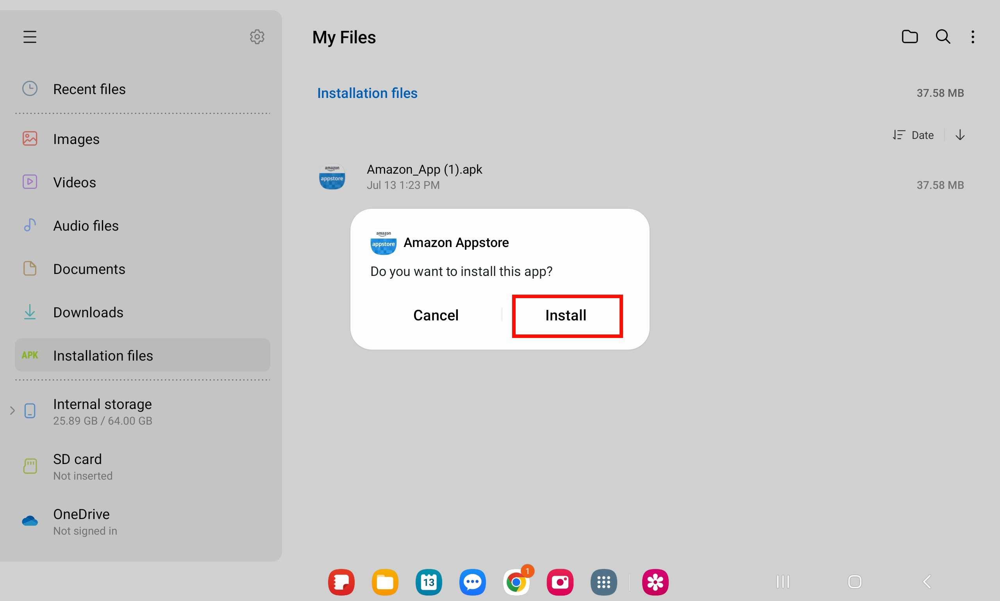 My Files
Recent files
Images
Videos
Audio files
Documents
Downloads
APK Installation files
Internal storage
25.89 GB / 64.00 GB
SD card
Not inserted
OneDrive
Not signed in
Installation files 37.58 MB
Date
amazon
appstore
Amazon_App (1).apk
Jul 13 1:23 PM
37.58 MB
amazon
appstore
Amazon Appstore
Do you want to install this app?
Cancel Install
13
1